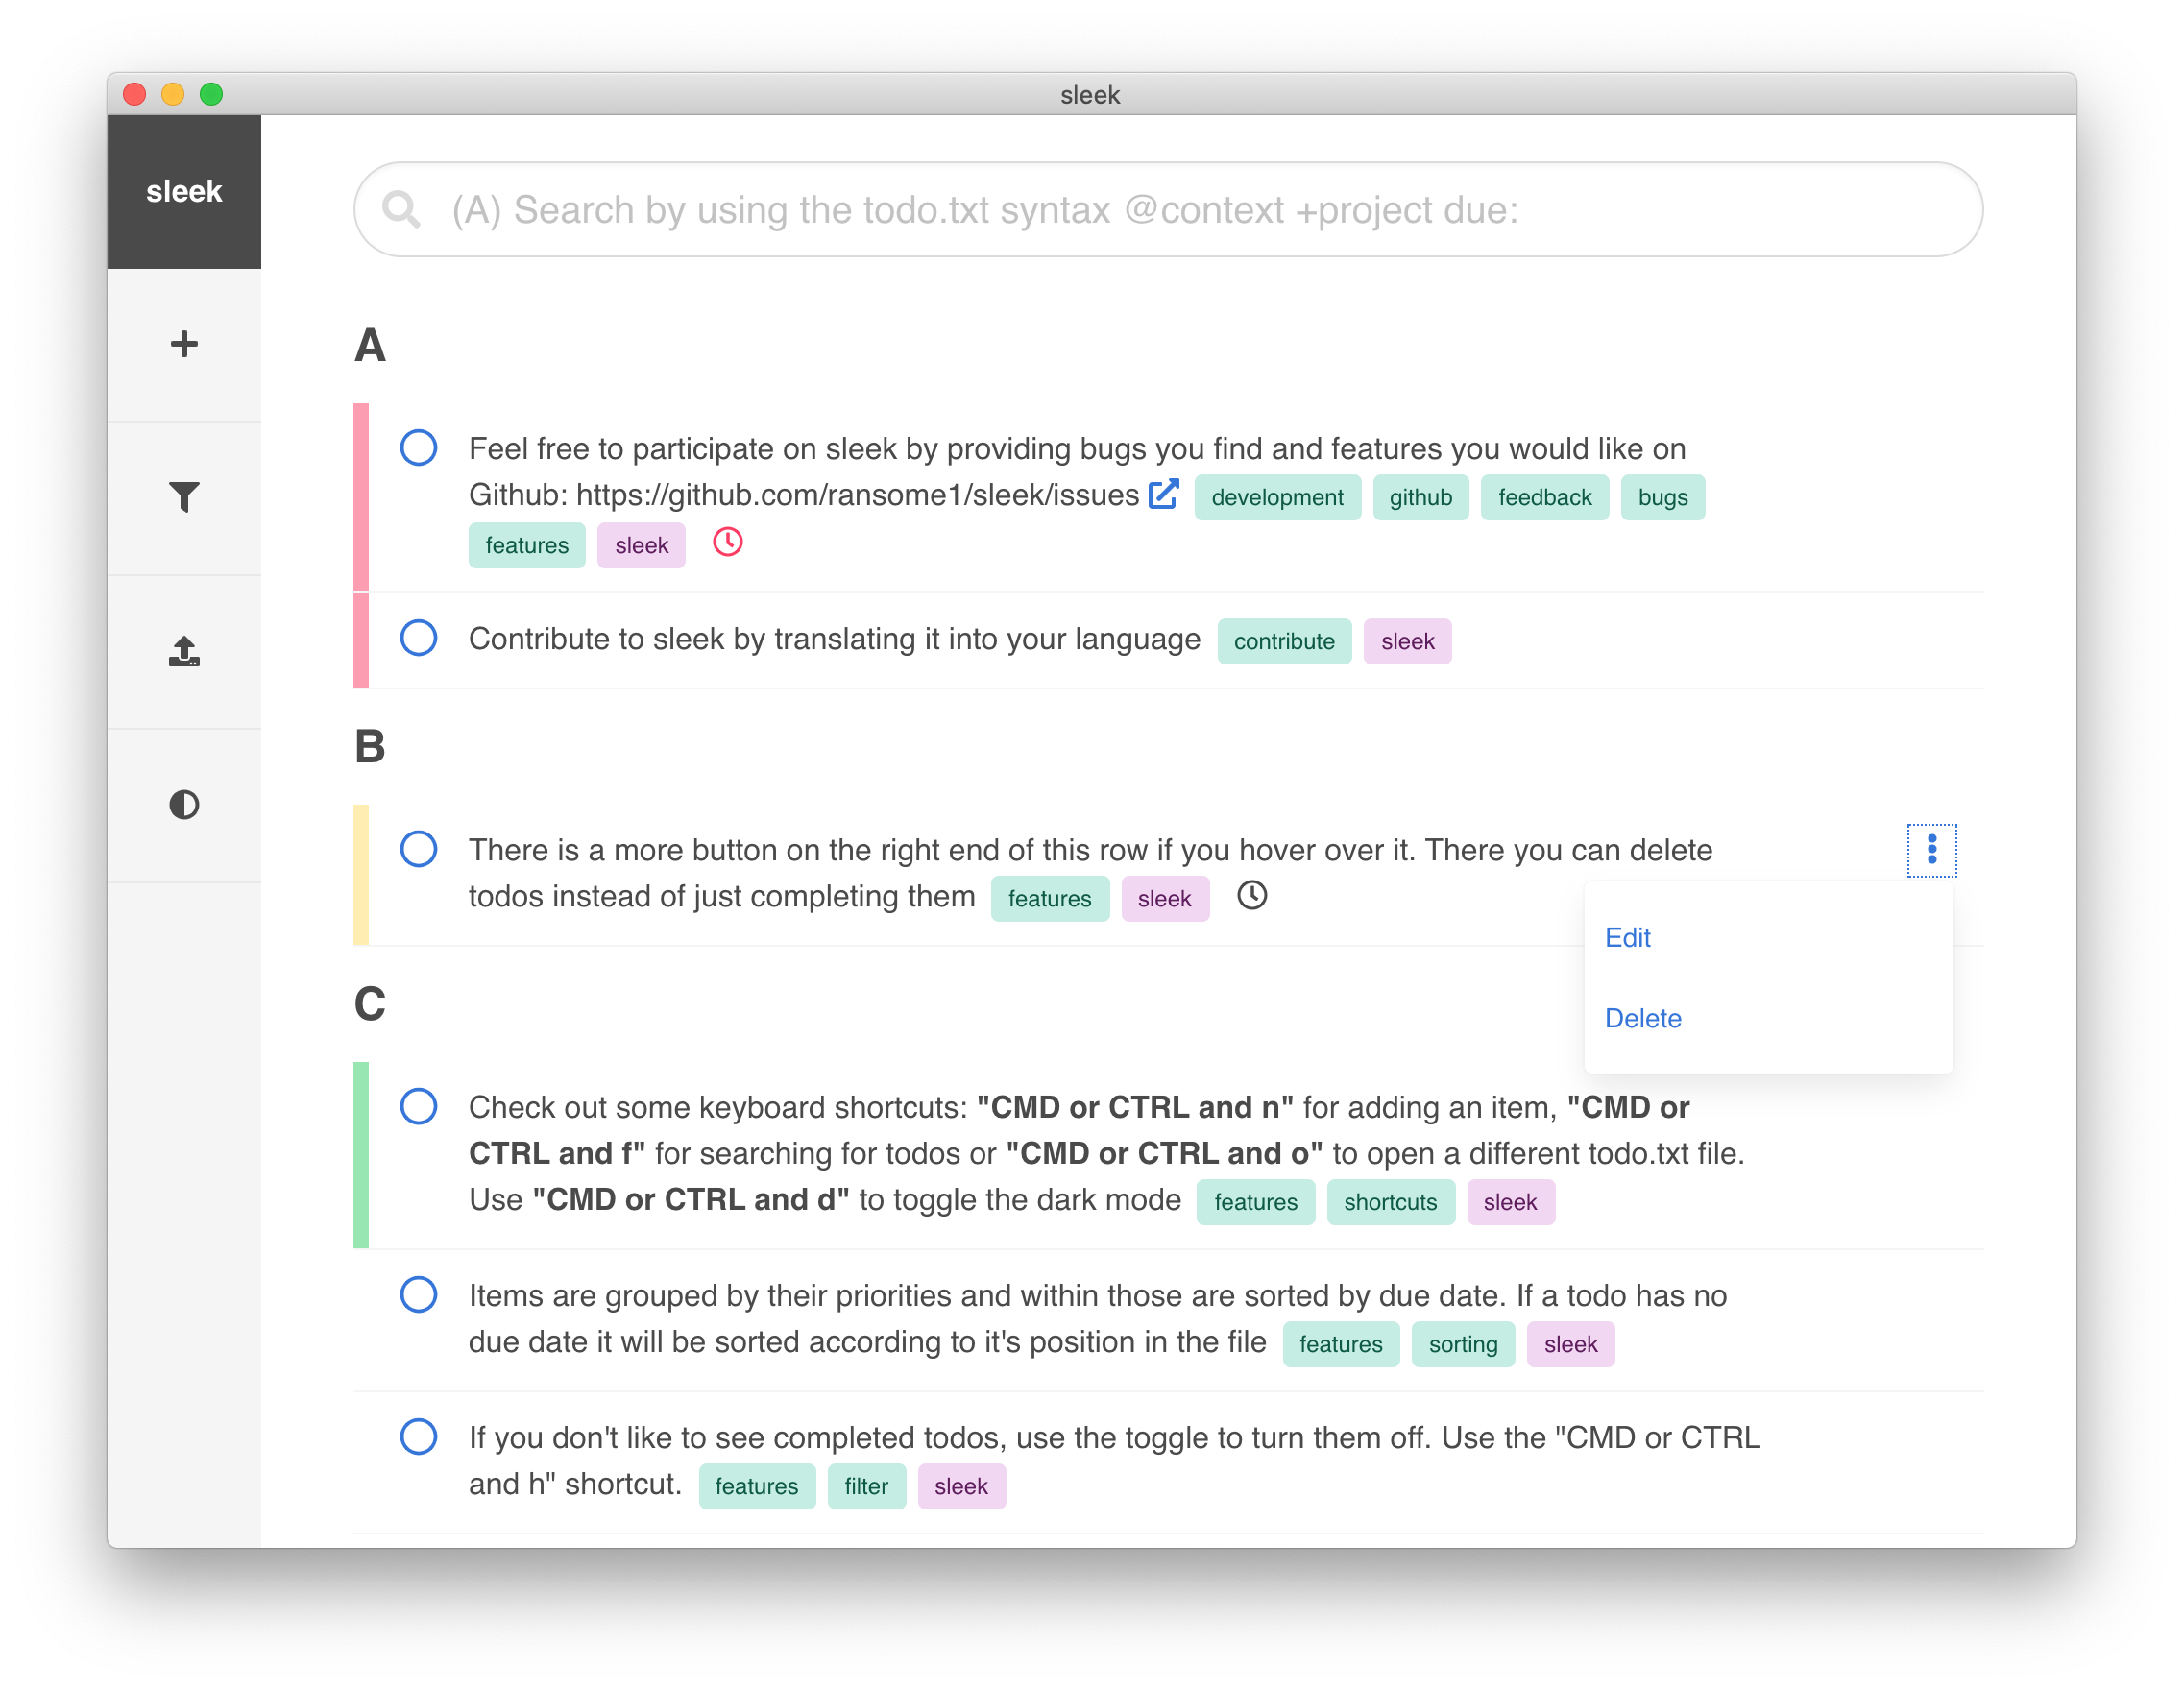 sleek
sleek
(A) Search by using the todo.txt syntax @context +project due:
A
Feel free to participate on sleek by providing bugs you find and features you would like on
Github: https://github.com/ransome1/sleek/issues development github feedback bugs
features sleek
Contribute to sleek by translating it into your language contribute sleek
B
There is a more button on the right end of this row if you hover over it. There you can delete
todos instead of just completing them features sleek
Edit
Delete
C
Check out some keyboard shortcuts: "CMD or CTRL and n" for adding an item, "CMD or
CTRL and f" for searching for todos or "CMD or CTRL and o" to open a different todo.txt file.
Use "CMD or CTRL and d" to toggle the dark mode features shortcuts sleek
Items are grouped by their priorities and within those are sorted by due date. If a todo has no
due date it will be sorted according to it's position in the file features sorting sleek
If you don't like to see completed todos, use the toggle to turn them off. Use the "CMD or CTRL
and h" shortcut. features filter sleek